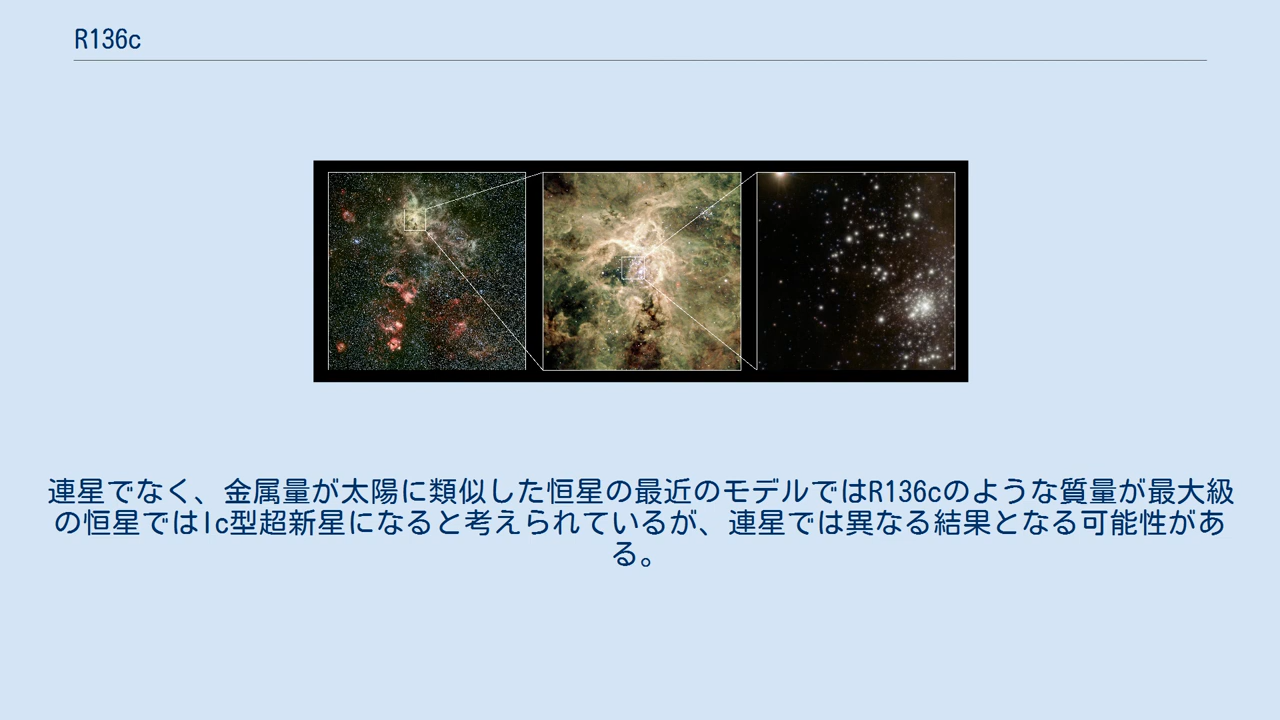 R136c
連星でなく、金属量が太陽に類似した恒星の最近のモデルではR136cのような質量が最大級
の恒星ではIc型超新星になると考えられているが、連星では異なる結果となる可能性があ
る。